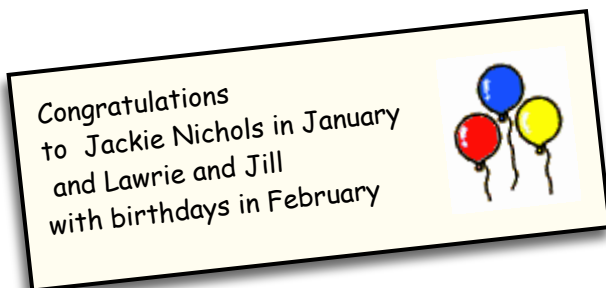 Congratulations
to Jackie Nichols in January
and Lawrie and Jill
with birthdays in February